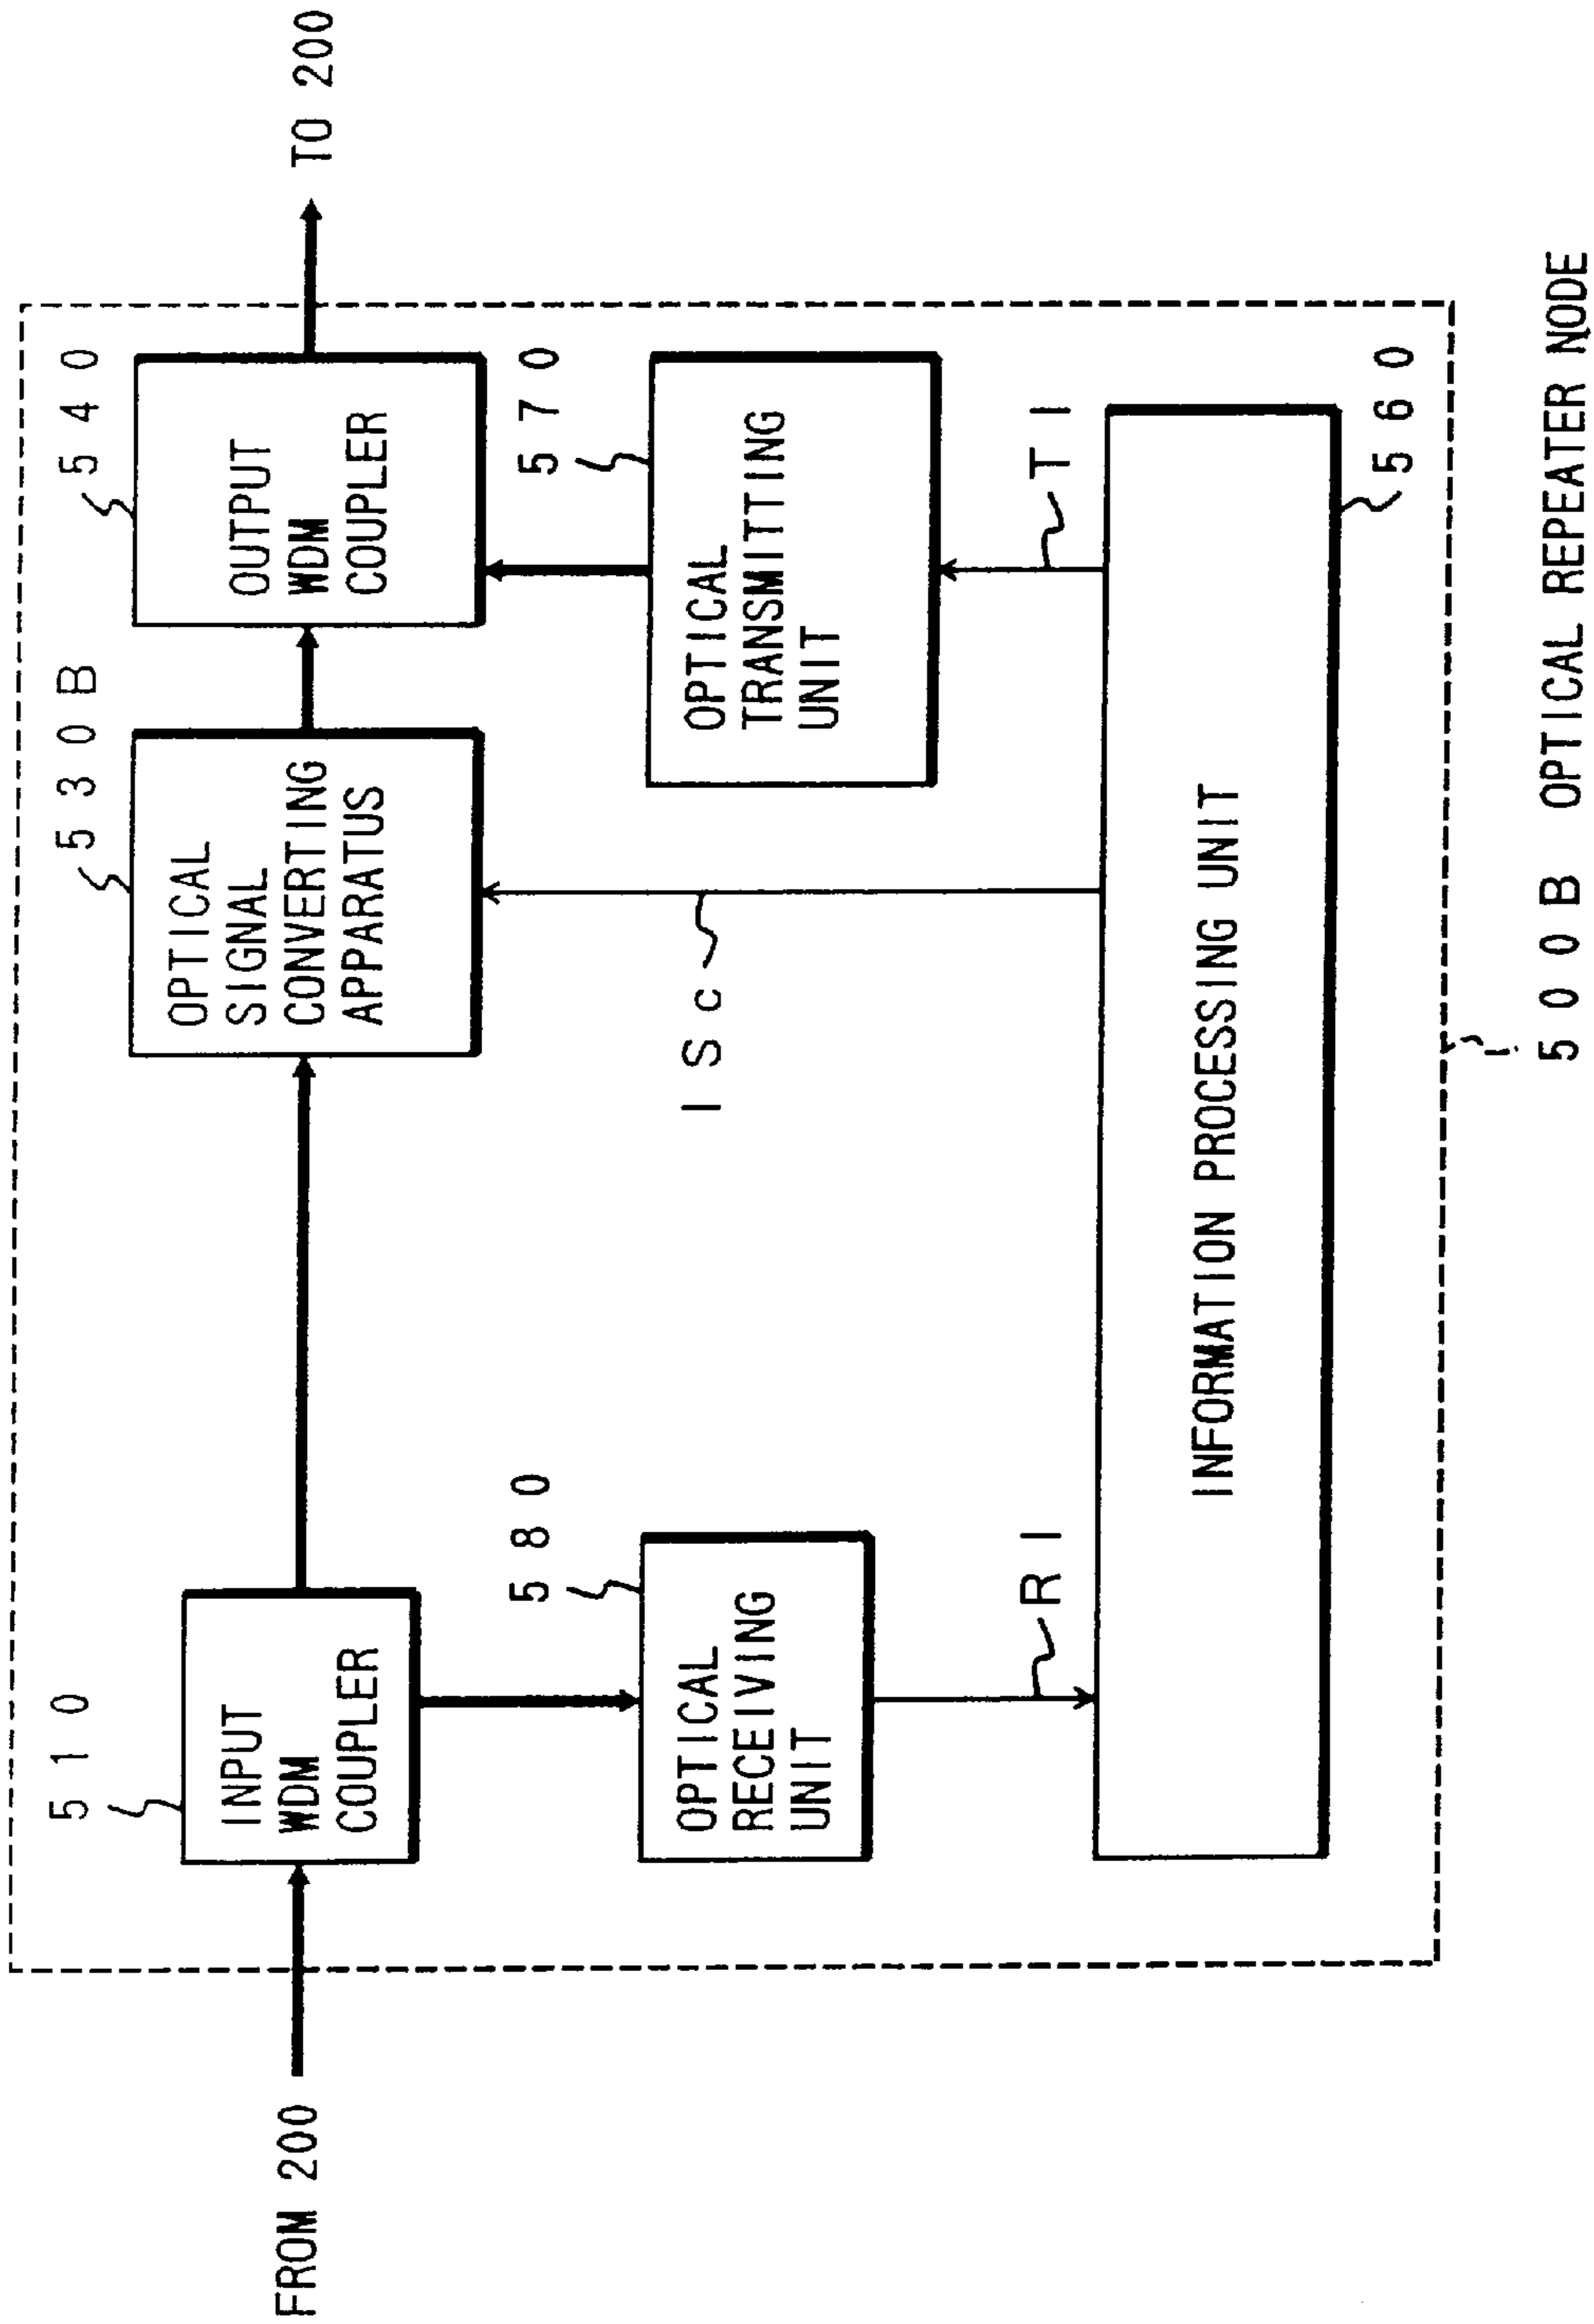 FROM 200
510
INPUT
WDM
COUPLER
530B
OPTICAL
SIGNAL
CONVERTING
APPARATUS
540
OUTPUT
WDM
COUPLER
TO 200
580
OPTICAL
RECEIVING
UNIT
ISc
570
OPTICAL
TRANSMITTING
UNIT
RI
TI
INFORMATION PROCESSING UNIT
560
500B OPTICAL REPEATER NODE